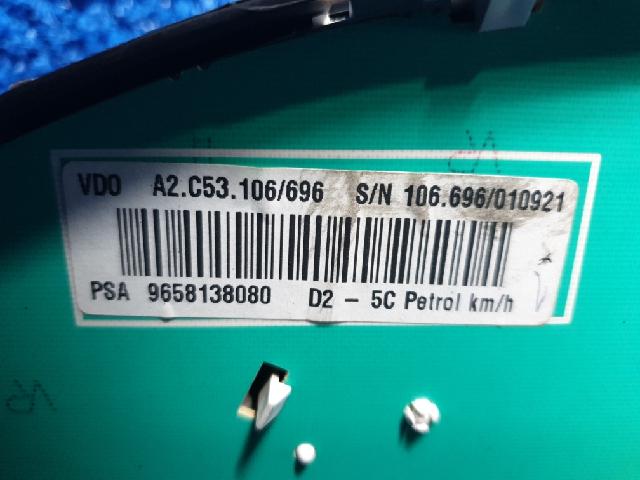 VDO A2.C53.106/696 S/N 106.696/010921
PSA 9658138080 D2 - 5C Petrol km/h